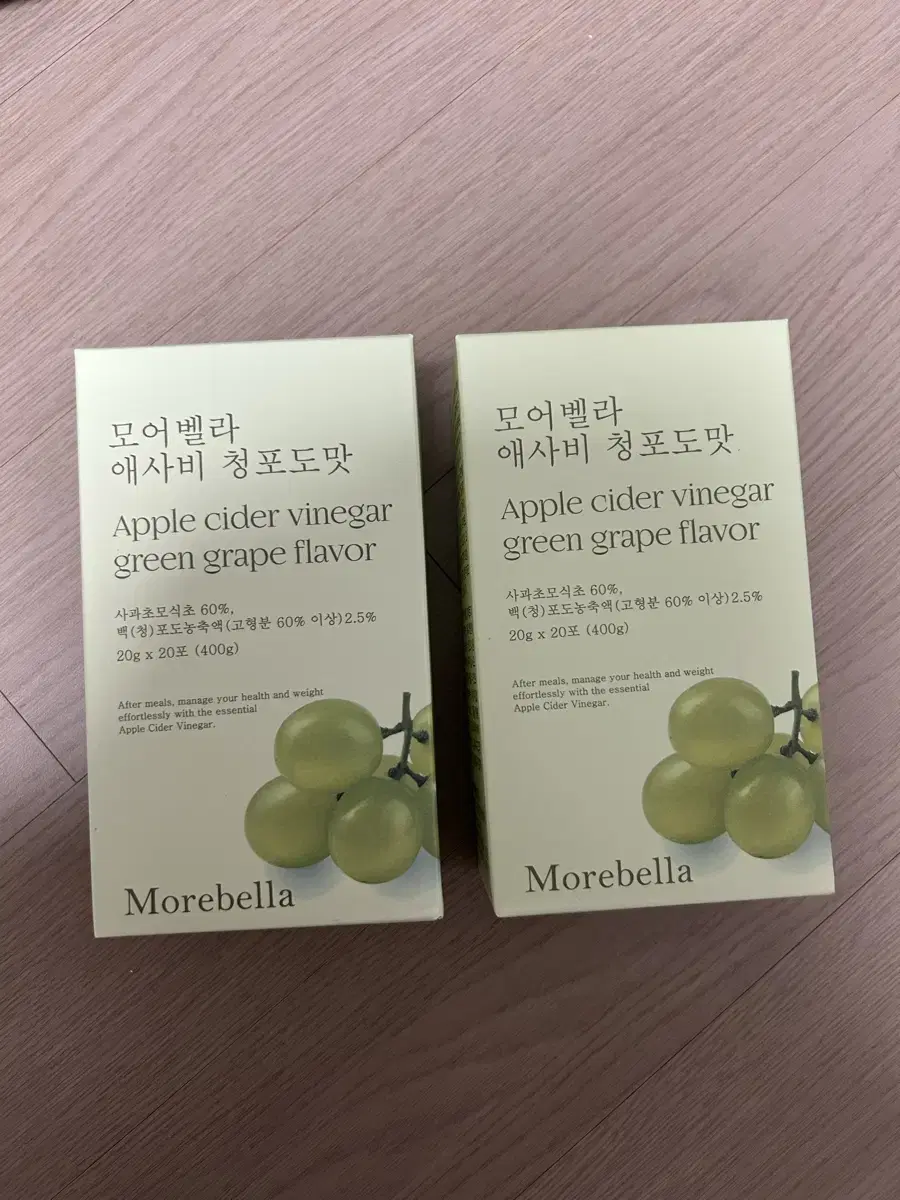 모어벨라
애사비 청포도맛
Apple cider vinegar
green grape flavor
사과초모식초 60%,
백(청)포도농축액(고형분 60% 이상)2.5%
20g x 20포 (400g)
After meals, manage your health and weight
effortlessly with the essential
Apple Cider Vinegar.
Morebella
모어벨라
애사비 청포도맛
Apple cider vinegar
green grape flavor
사과초모식초 60%,
백(청)포도농축액(고형분 60% 이상)2.5%
20g x 20포 (400g)
After meals, manage your health and weight
effortlessly with the essential
Apple Cider Vinegar.
Morebella